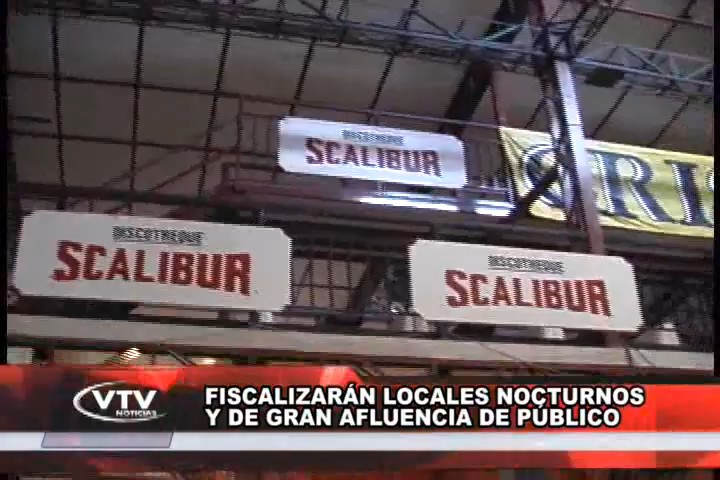 DISCOTHEQUE
SCALIBUR
DISCOTHEQUE
SCALIBUR
DISCOTHEQUE
SCALIBUR
VTV
NOTICIAS
FISCALIZARÁN LOCALES NOCTURNOS
Y DE GRAN AFLUENCIA DE PÚBLICO